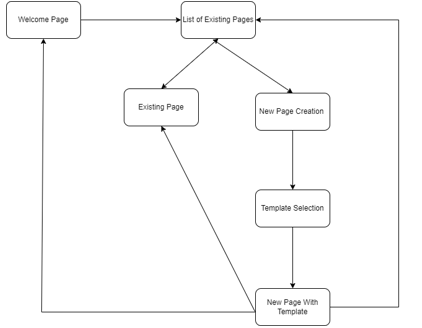 Welcome Page
List of Existing Pages
Existing Page
New Page Creation
Template Selection
New Page With
Template